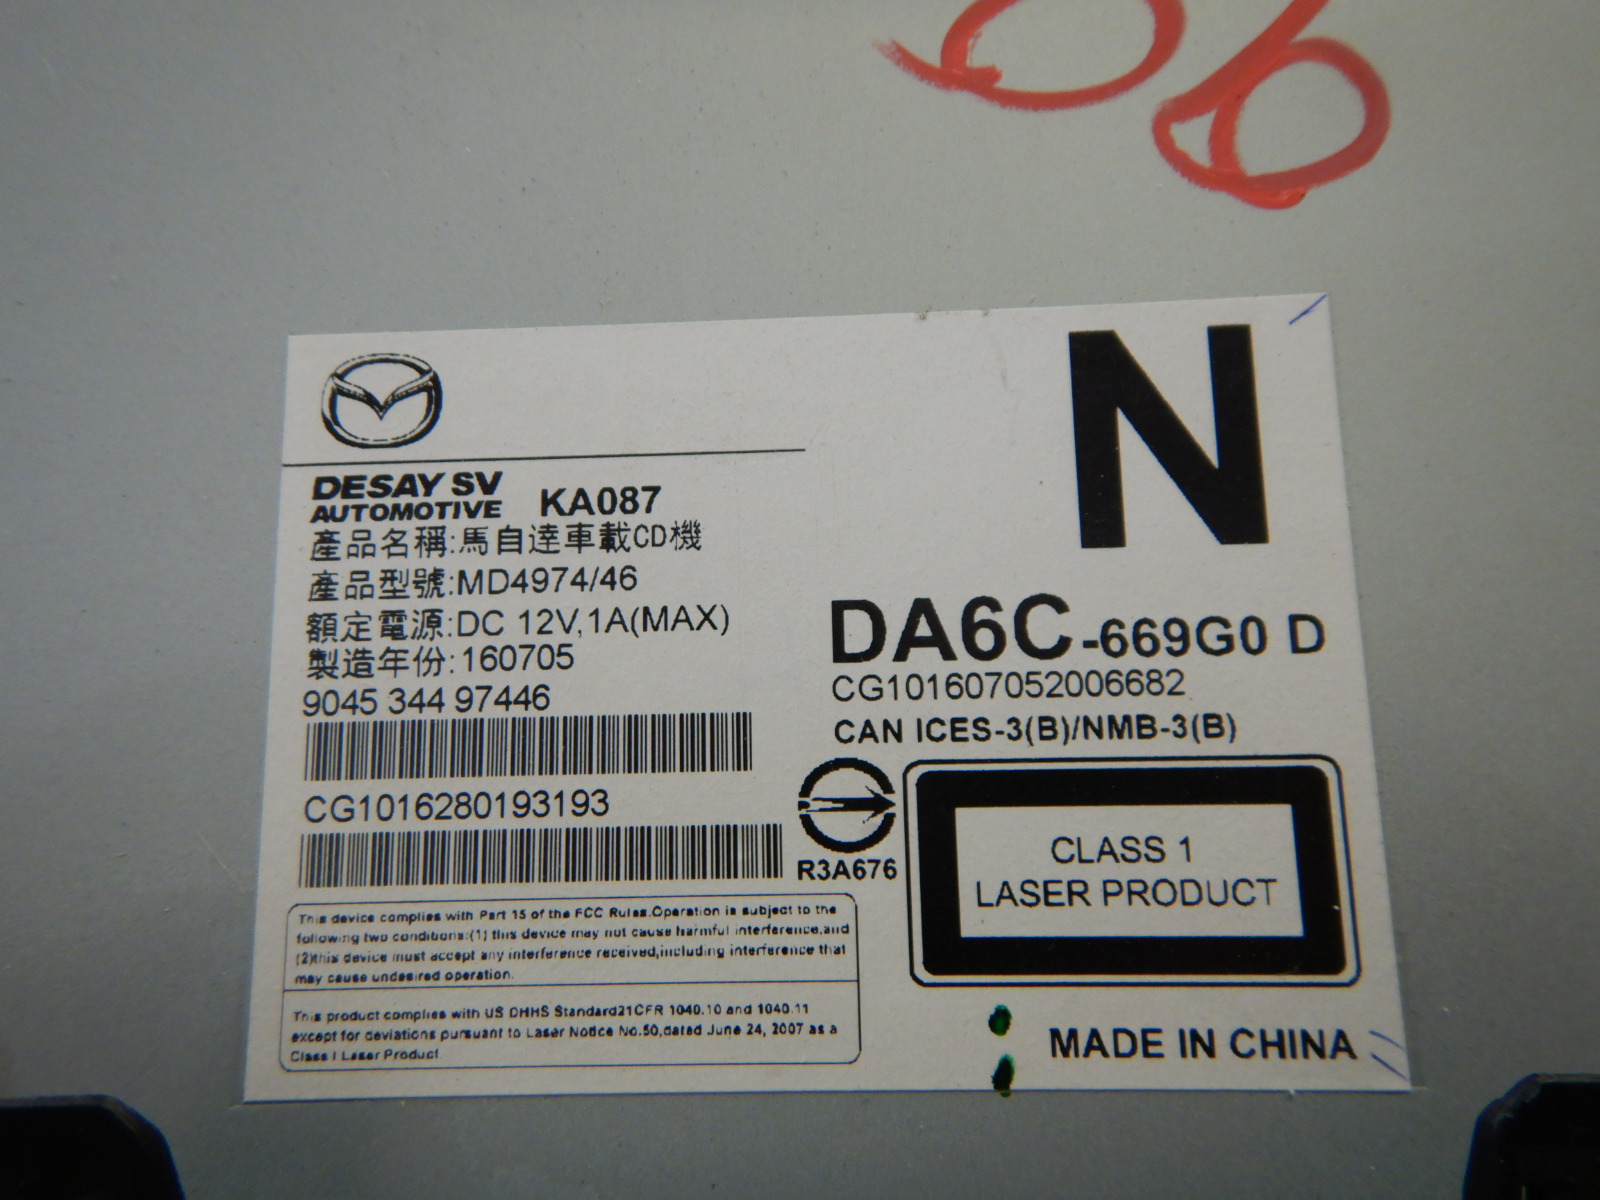 06
N
DESAY SV
AUTOMOTIVE KA087
產品名稱:馬自達車載CD機
產品型號:MD4974/46
額定電源:DC 12V,1A(MAX)
製造年份:160705
9045 344 97446
CG1016280193193
DA6C-669G0 D
CG101607052006682
CAN ICES-3(B)/NMB-3(B)
R3A676
CLASS 1
LASER PRODUCT
This device complies with Part 15 of the FCC Rules.Operation is subject to the
following two conditions:(1) this device may not cause harmful interference,and
(2)this device must accept any interference received,including interference that
may cause undesired operation.
This product complies with US DHHS Standard21CFR 1040.10 and 1040.11
except for deviations pursuant to Laser Notice No.50,dated June 24, 2007 as a
Class I Laser Product
MADE IN CHINA